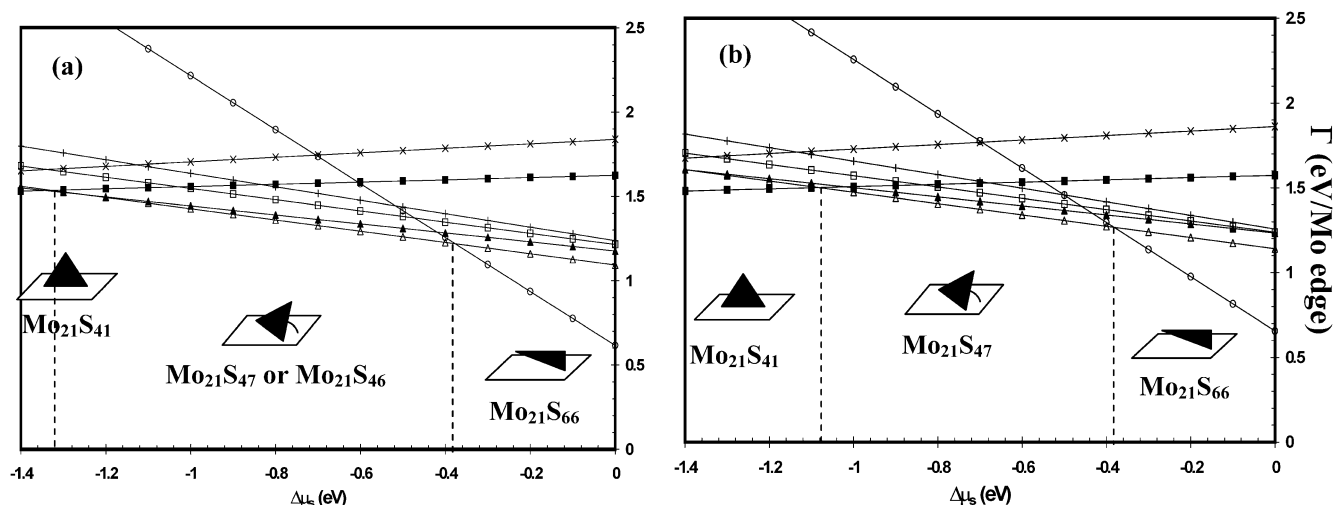 (a)
2.5
2
1.5
1
0.5
0
Mo₂₁S₄₁
Mo₂₁S₄₇ or Mo₂₁S₄₆
Mo₂₁S₆₆
-1.4 -1.2 -1 -0.8 -0.6 -0.4 -0.2 0
Δμₛ (eV)
(b)
2.5
2
1.5
1
0.5
0
Γ (eV/Mo edge)
Mo₂₁S₄₁
Mo₂₁S₄₇
Mo₂₁S₆₆
-1.4 -1.2 -1 -0.8 -0.6 -0.4 -0.2 0
Δμₛ (eV)